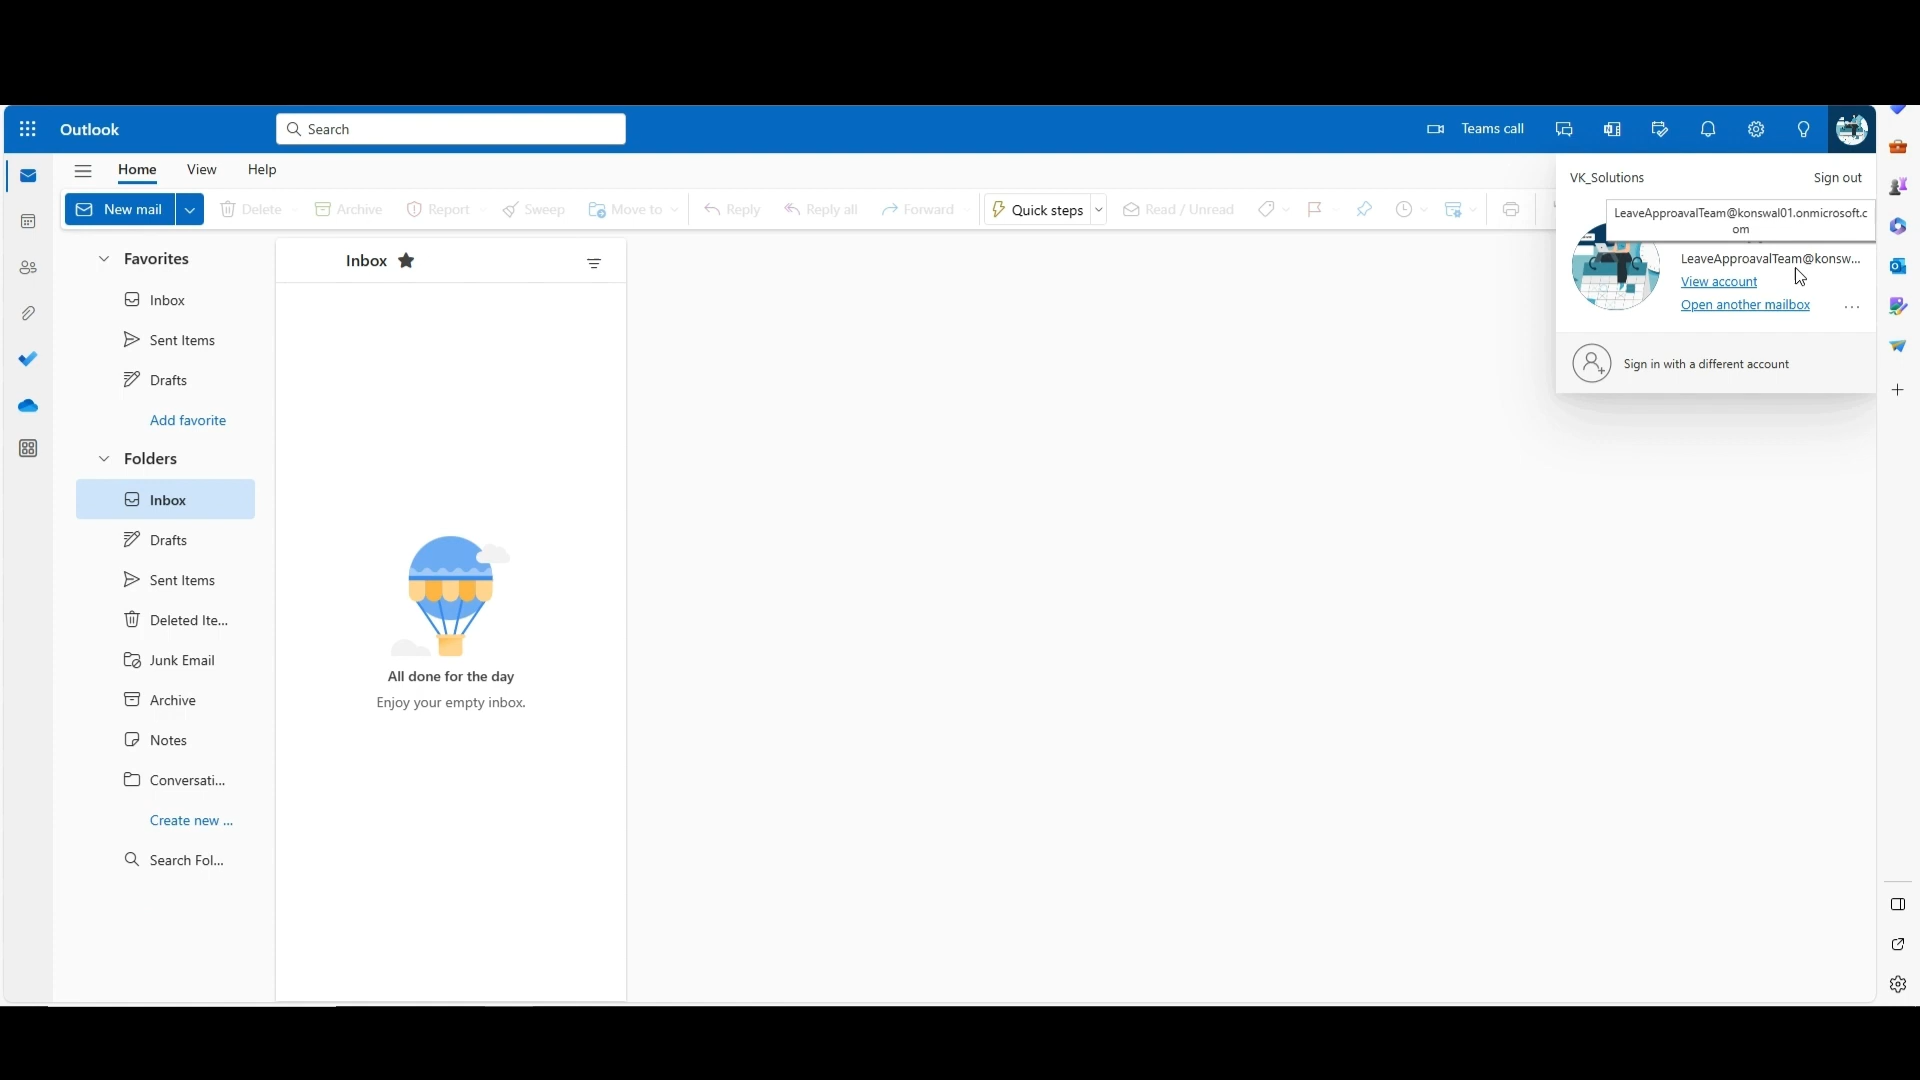 Outlook
Search
Teams call
Home
View
Help
VK_Solutions
Sign out
New mail
Delete
Archive
Report
Sweep
Move to
Reply
Reply all
Forward
Quick steps
Read / Unread
LeaveApproavalTeam@konswal01.onmicrosoft.c
om
LeaveApproavalTeam@konsw...
View account
Open another mailbox
...
Sign in with a different account
Favorites
Inbox
Sent Items
Drafts
Add favorite
Folders
Inbox
Drafts
Sent Items
Deleted Ite...
Junk Email
Archive
Notes
Conversati...
Create new ...
Search Fol...
Inbox
All done for the day
Enjoy your empty inbox.